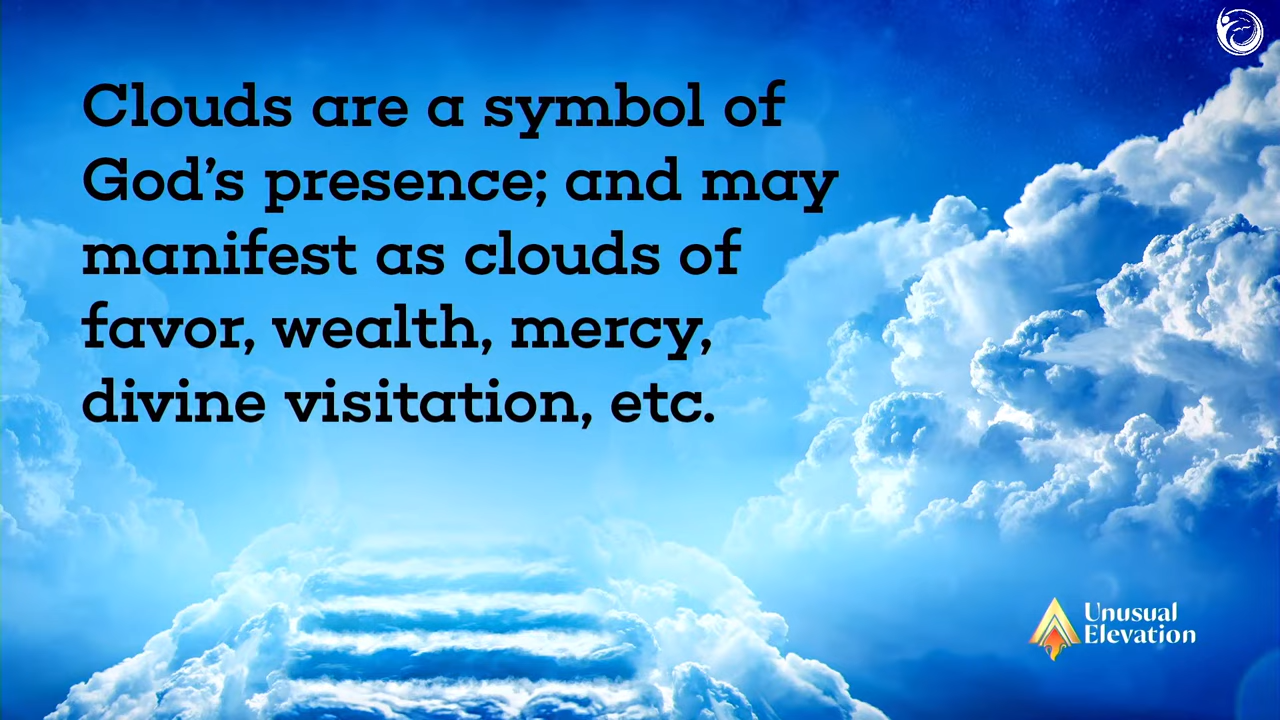 Clouds are a symbol of
God’s presence; and may
manifest as clouds of
favor, wealth, mercy,
divine visitation, etc.
Unusual
Elevation